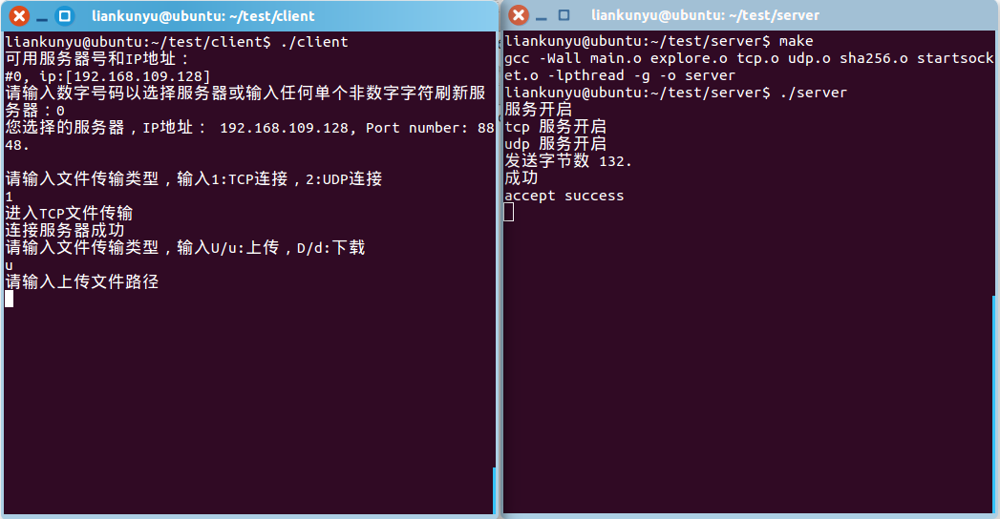 liankunyu@ubuntu: ~/test/client
liankunyu@ubuntu:~/test/client$ ./client
可用服务器号和IP地址：
#0, ip:[192.168.109.128]
请输入数字号码以选择服务器或输入任何单个非数字字符刷新服
务器：0
您选择的服务器，IP地址： 192.168.109.128, Port number: 88
48.
请输入文件传输类型，输入1:TCP连接，2:UDP连接
1
进入TCP文件传输
连接服务器成功
请输入文件传输类型，输入U/u:上传，D/d:下载
u
请输入上传文件路径
liankunyu@ubuntu: ~/test/server
liankunyu@ubuntu:~/test/server$ make
gcc -Wall main.o explore.o tcp.o udp.o sha256.o startsock
et.o -lpthread -g -o server
liankunyu@ubuntu:~/test/server$ ./server
服务开启
tcp 服务开启
udp 服务开启
发送字节数 132.
成功
accept success